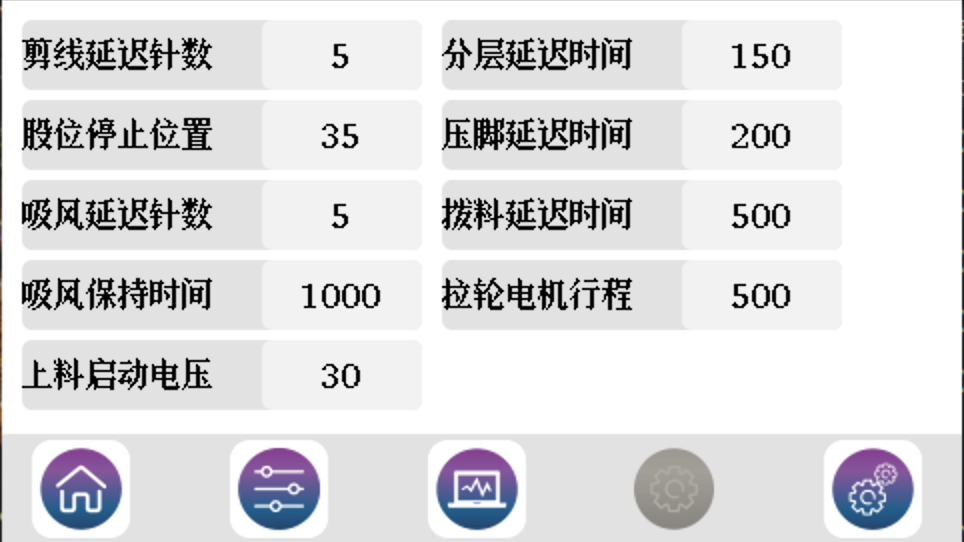 剪线延迟针数 5 分层延迟时间 150
股位停止位置 35 压脚延迟时间 200
吸风延迟针数 5 拨料延迟时间 500
吸风保持时间 1000 拉轮电机行程 500
上料启动电压 30